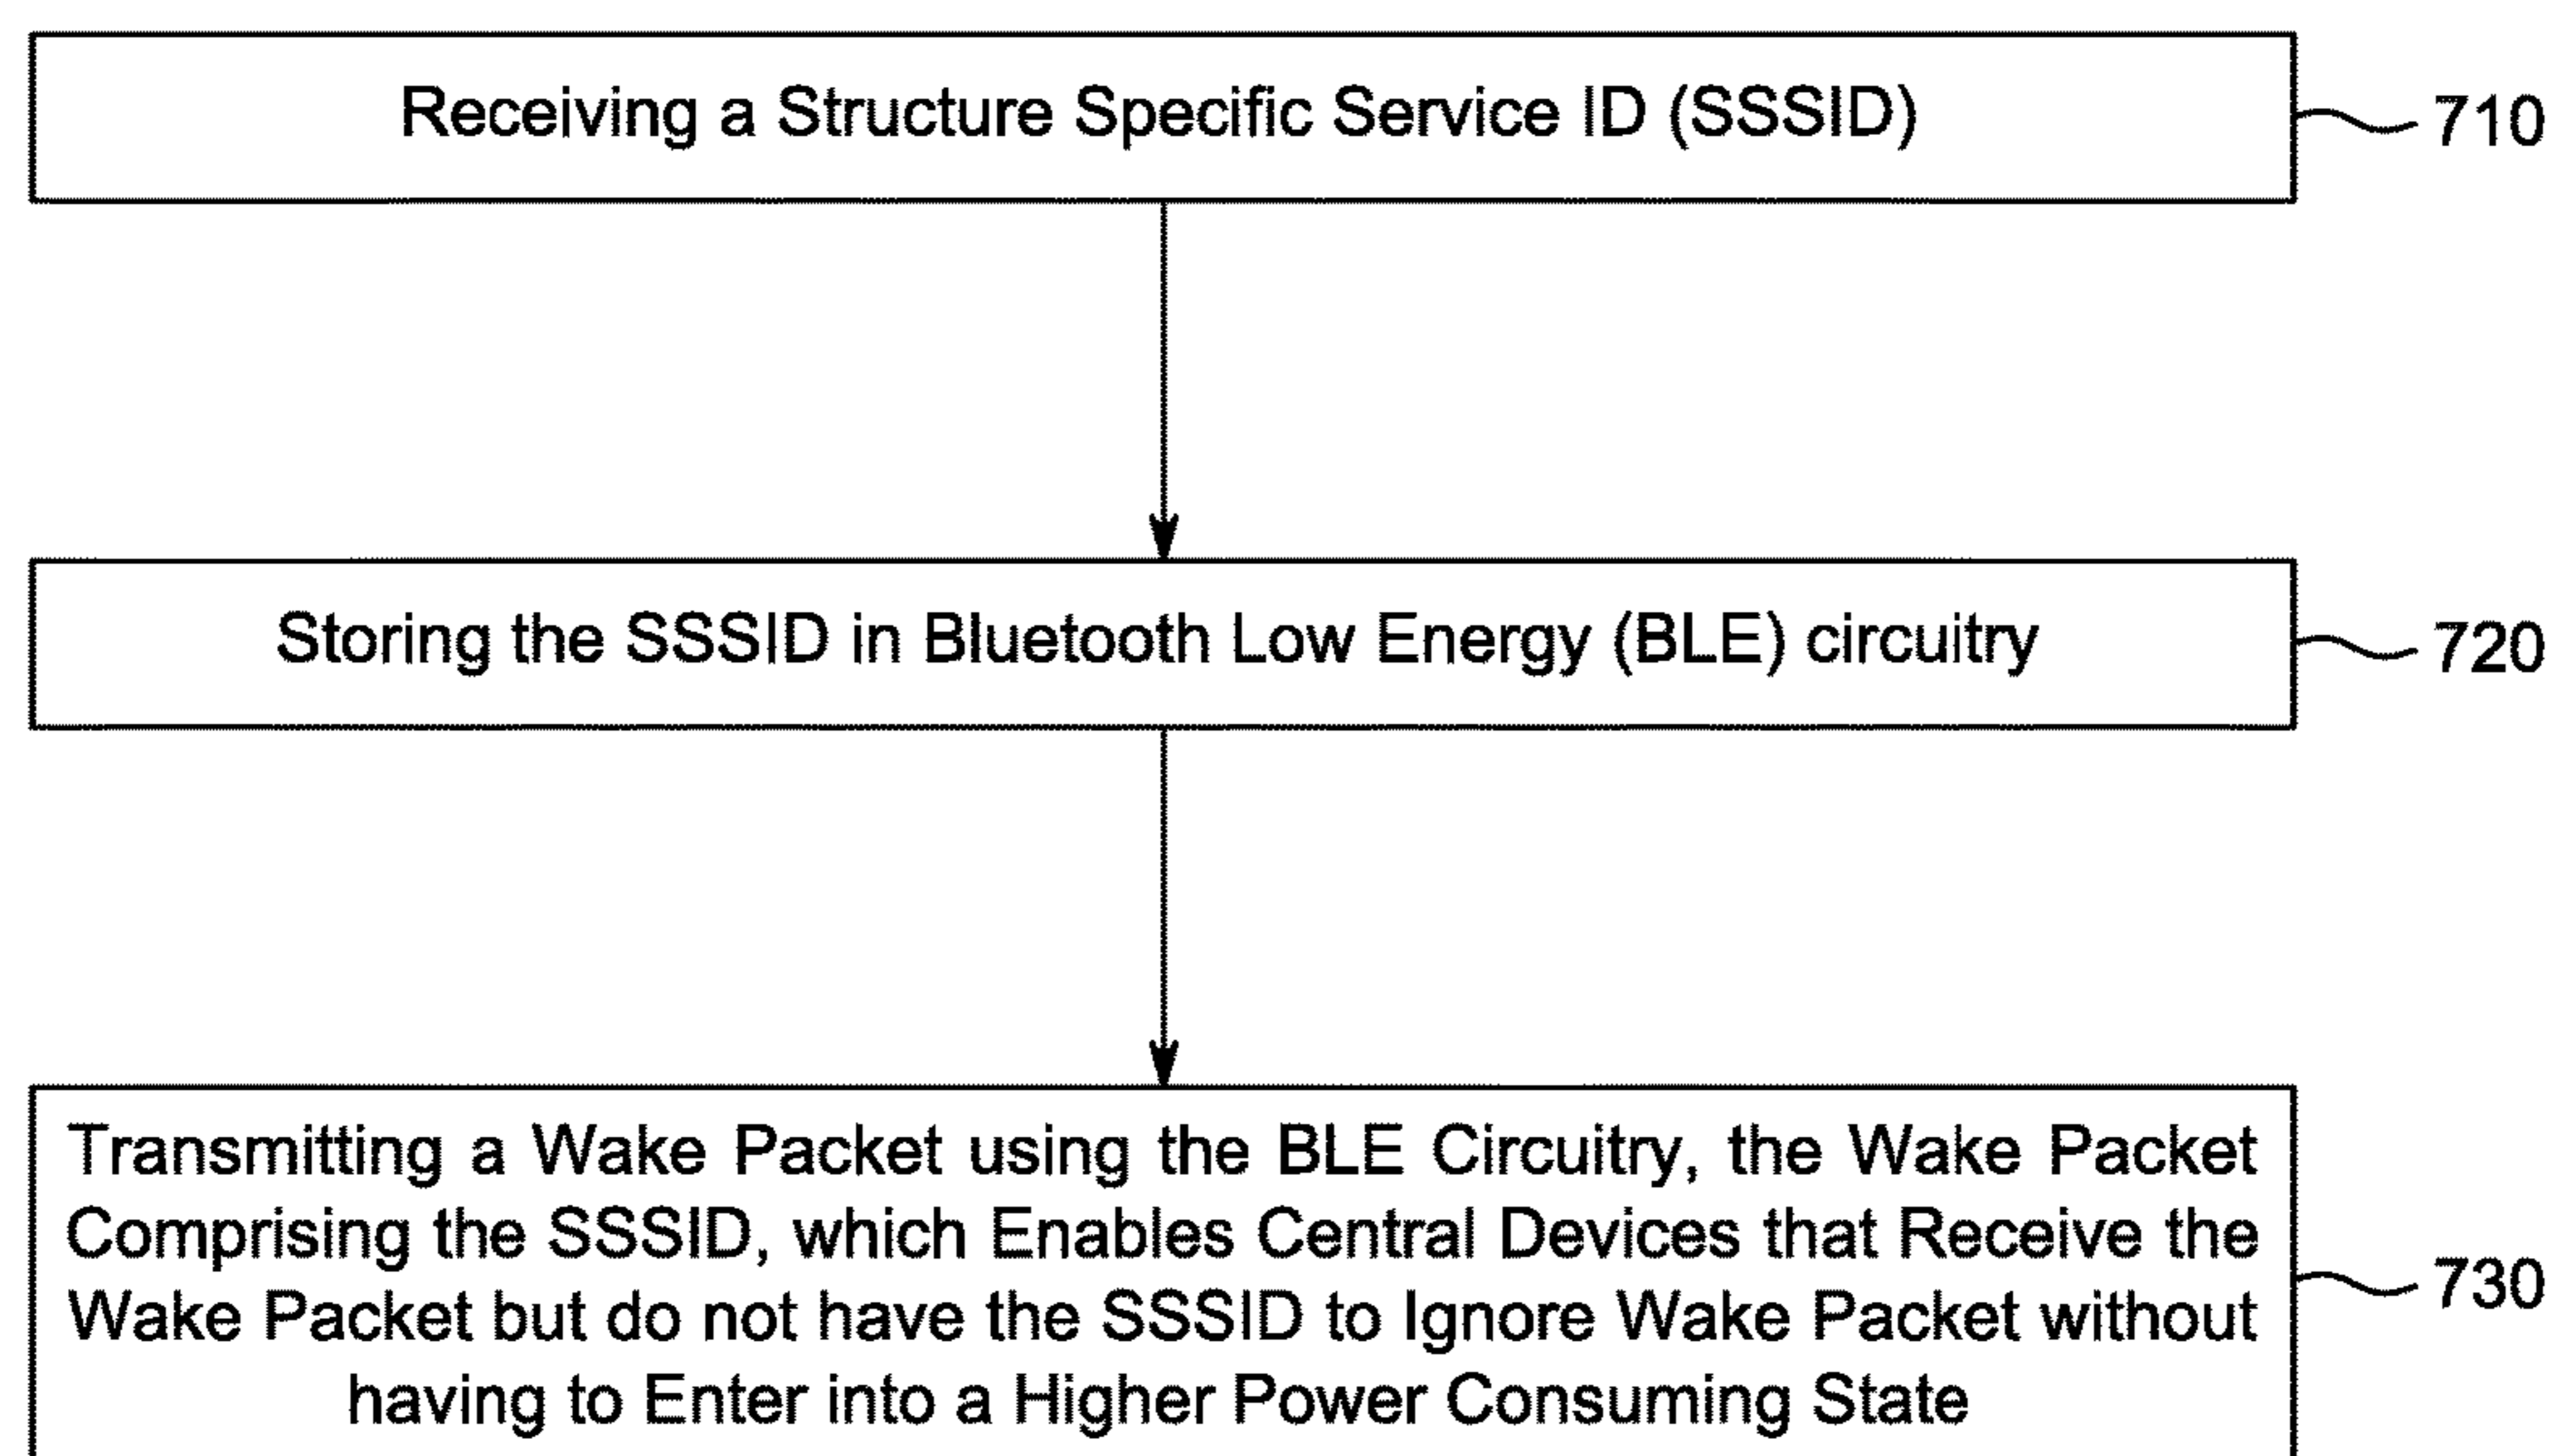 Receiving a Structure Specific Service ID (SSSID)
710
Storing the SSSID in Bluetooth Low Energy (BLE) circuitry
720
Transmitting a Wake Packet using the BLE Circuitry, the Wake Packet
Comprising the SSSID, which Enables Central Devices that Receive the
Wake Packet but do not have the SSSID to Ignore Wake Packet without
having to Enter into a Higher Power Consuming State
730